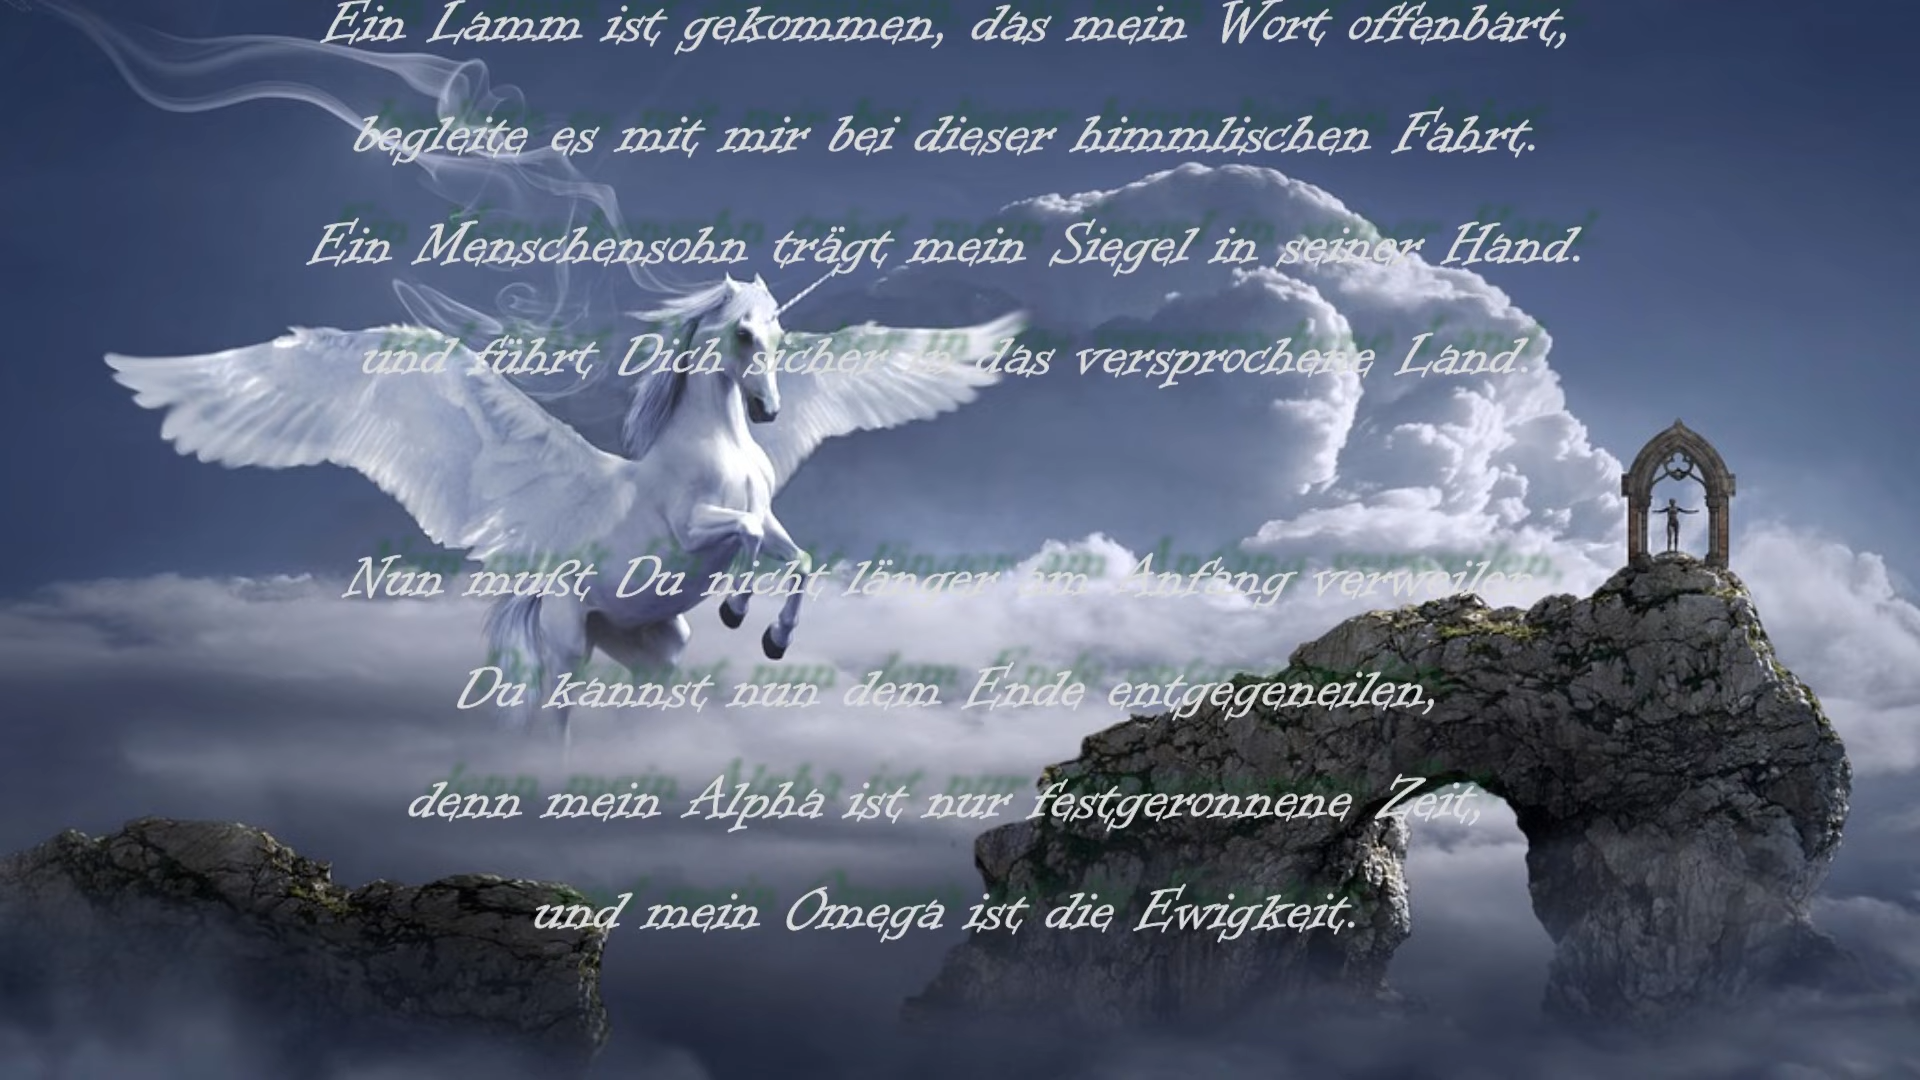 Ein Lamm ist gekommen, das mein Wort offenbart,
begleite es mit mir bei dieser himmlischen Fahrt.
Ein Menschensohn trägt mein Siegel in seiner Hand.
und führt Dich sicher in das versprochene Land.
Nun mußt Du nicht länger am Anfang verweilen,
Du kannst nun dem Ende entgegeneilen,
denn mein Alpha ist nur festgeronnene Zeit,
und mein Omega ist die Ewigkeit.